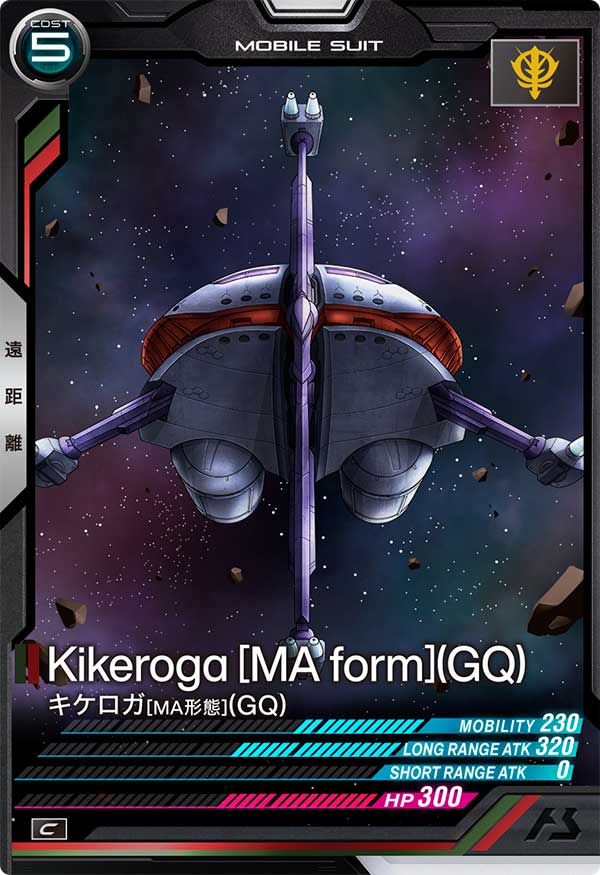 COST
5
MOBILE SUIT
遠距離
Kikeroga [MA form](GQ)
キケロガ[MA形態](GQ)
MOBILITY 230
LONG RANGE ATK 320
SHORT RANGE ATK 0
HP 300
C